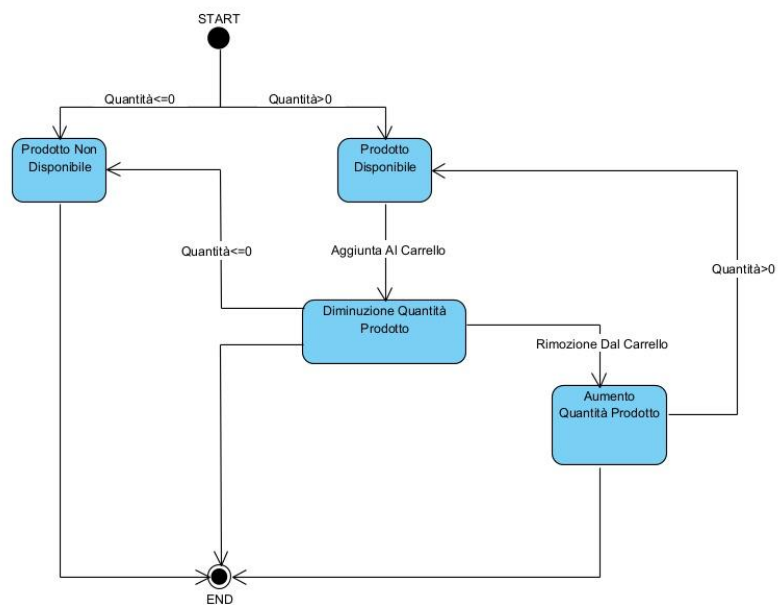 START
Quantità<=0
Quantità>0
Prodotto Non
Disponibile
Prodotto
Disponibile
Quantità<=0
Aggiunta Al Carrello
Quantità>0
Diminuzione Quantità
Prodotto
Rimozione Dal Carrello
Aumento
Quantità Prodotto
END